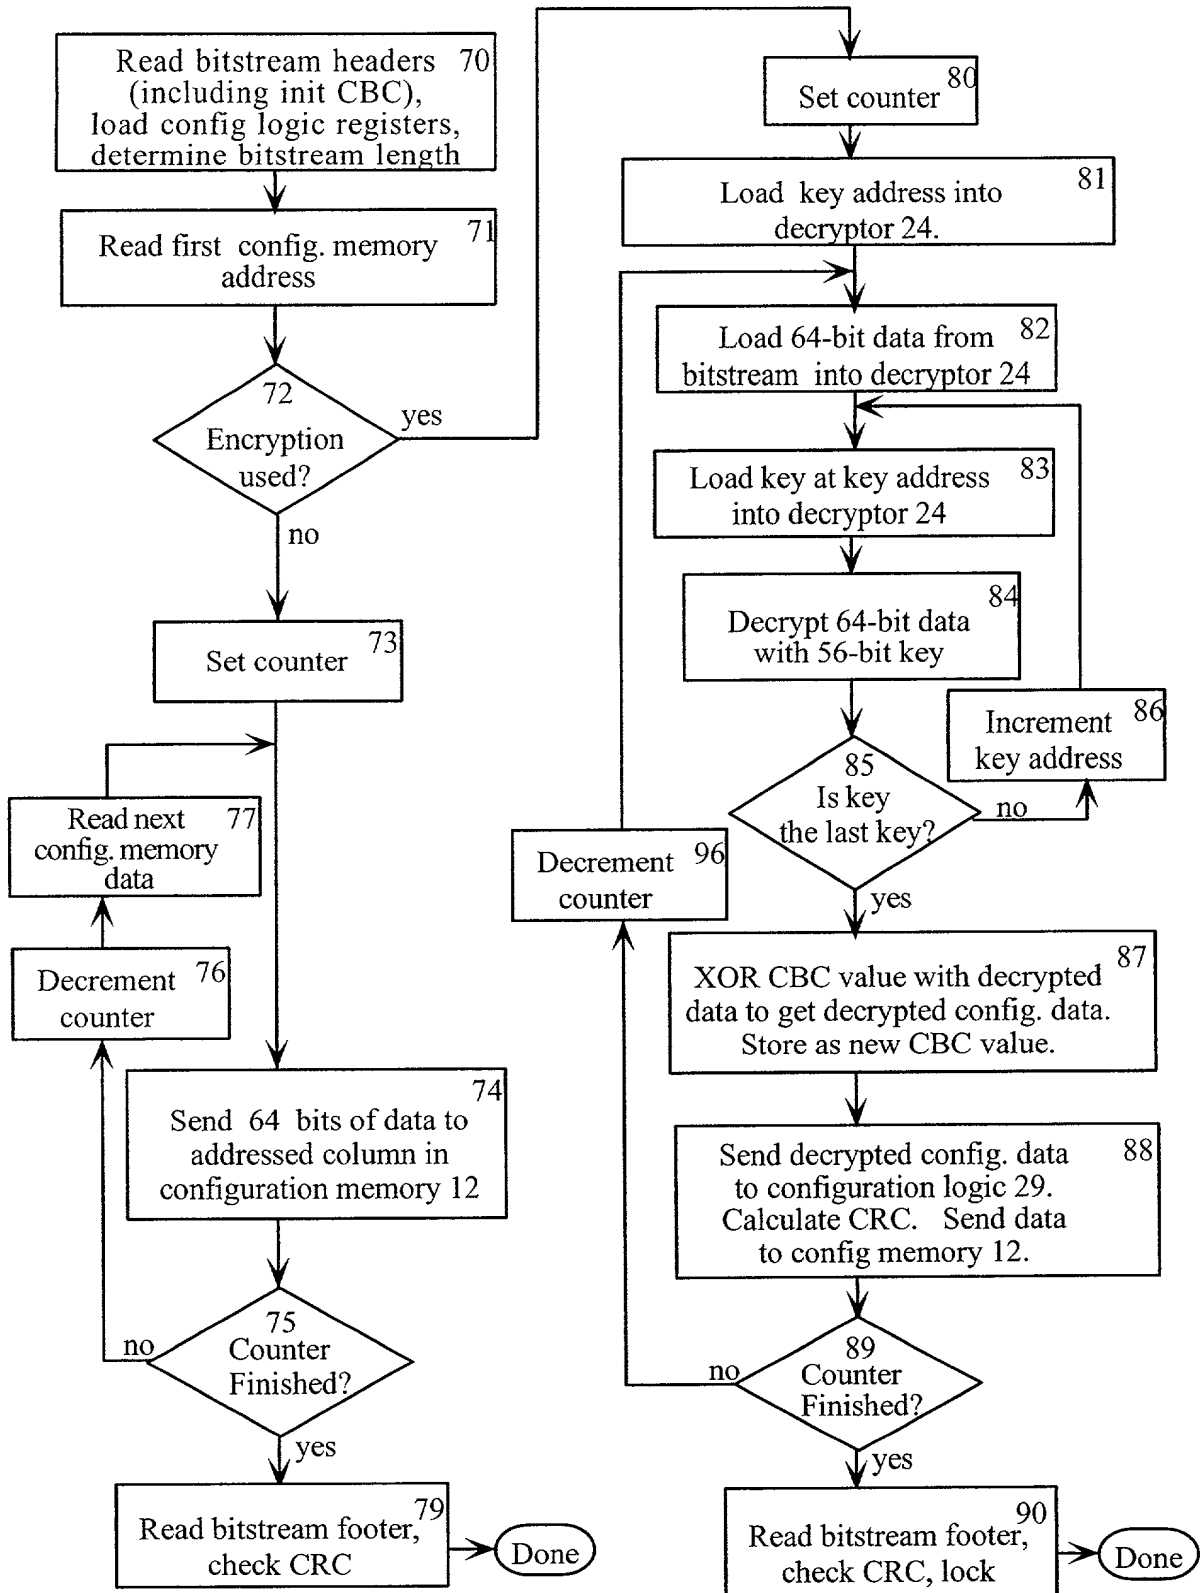 70
Read bitstream headers
(including init CBC),
load config logic registers,
determine bitstream length
71
Read first config. memory
address
72
Encryption
used?
yes
no
73
Set counter
77
Read next
config. memory
data
76
Decrement
counter
74
Send 64 bits of data to
addressed column in
configuration memory 12
75
Counter
Finished?
no
yes
79
Read bitstream footer,
check CRC
Done
80
Set counter
81
Load key address into
decryptor 24.
82
Load 64-bit data from
bitstream into decryptor 24
83
Load key at key address
into decryptor 24
84
Decrypt 64-bit data
with 56-bit key
86
Increment
key address
85
Is key
the last key?
no
yes
96
Decrement
counter
87
XOR CBC value with decrypted
data to get decrypted config. data.
Store as new CBC value.
88
Send decrypted config. data
to configuration logic 29.
Calculate CRC. Send data
to config memory 12.
89
Counter
Finished?
no
yes
90
Read bitstream footer,
check CRC, lock
Done